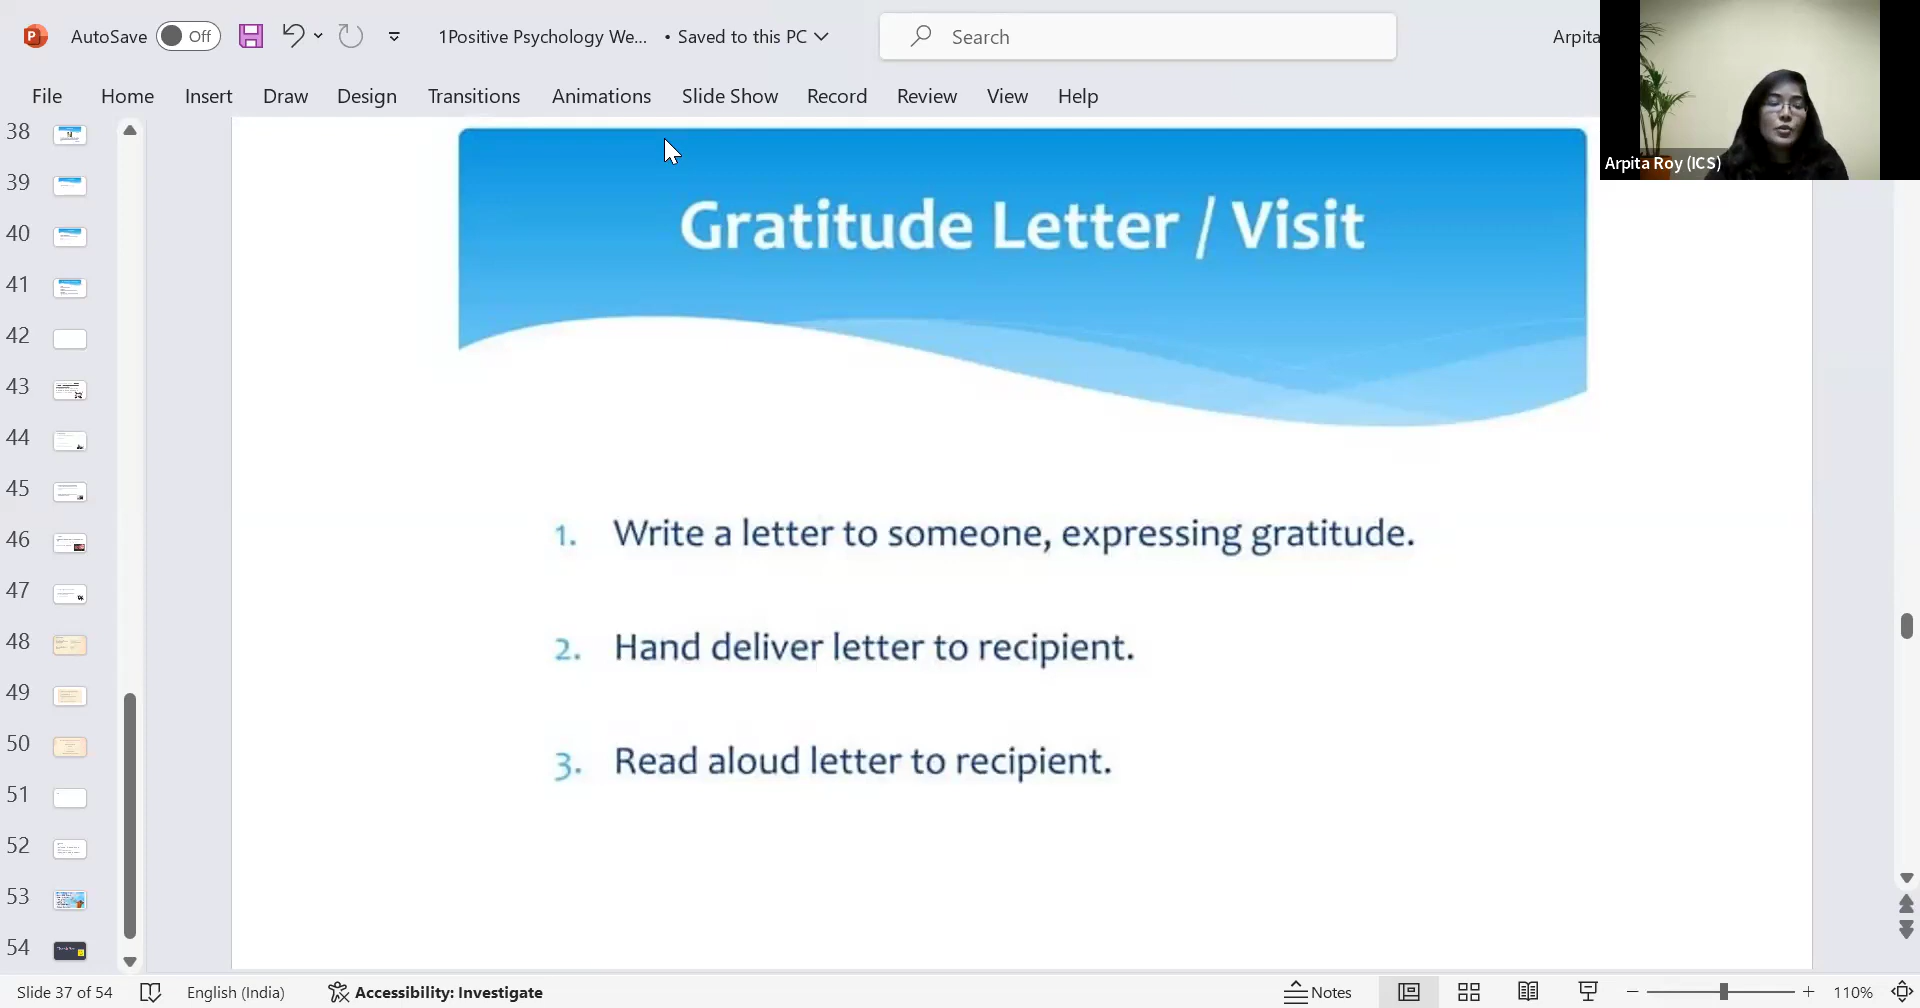 AutoSave Off 1Positive Psychology We... • Saved to this PC Search Arpita
File Home Insert Draw Design Transitions Animations Slide Show Record Review View Help
Arpita Roy (ICS)
Gratitude Letter / Visit
1. Write a letter to someone, expressing gratitude.
2. Hand deliver letter to recipient.
3. Read aloud letter to recipient.
38
39
40
41
42
43
44
45
46
47
48
49
50
51
52
53
54
Slide 37 of 54 English (India) Accessibility: Investigate Notes 110%